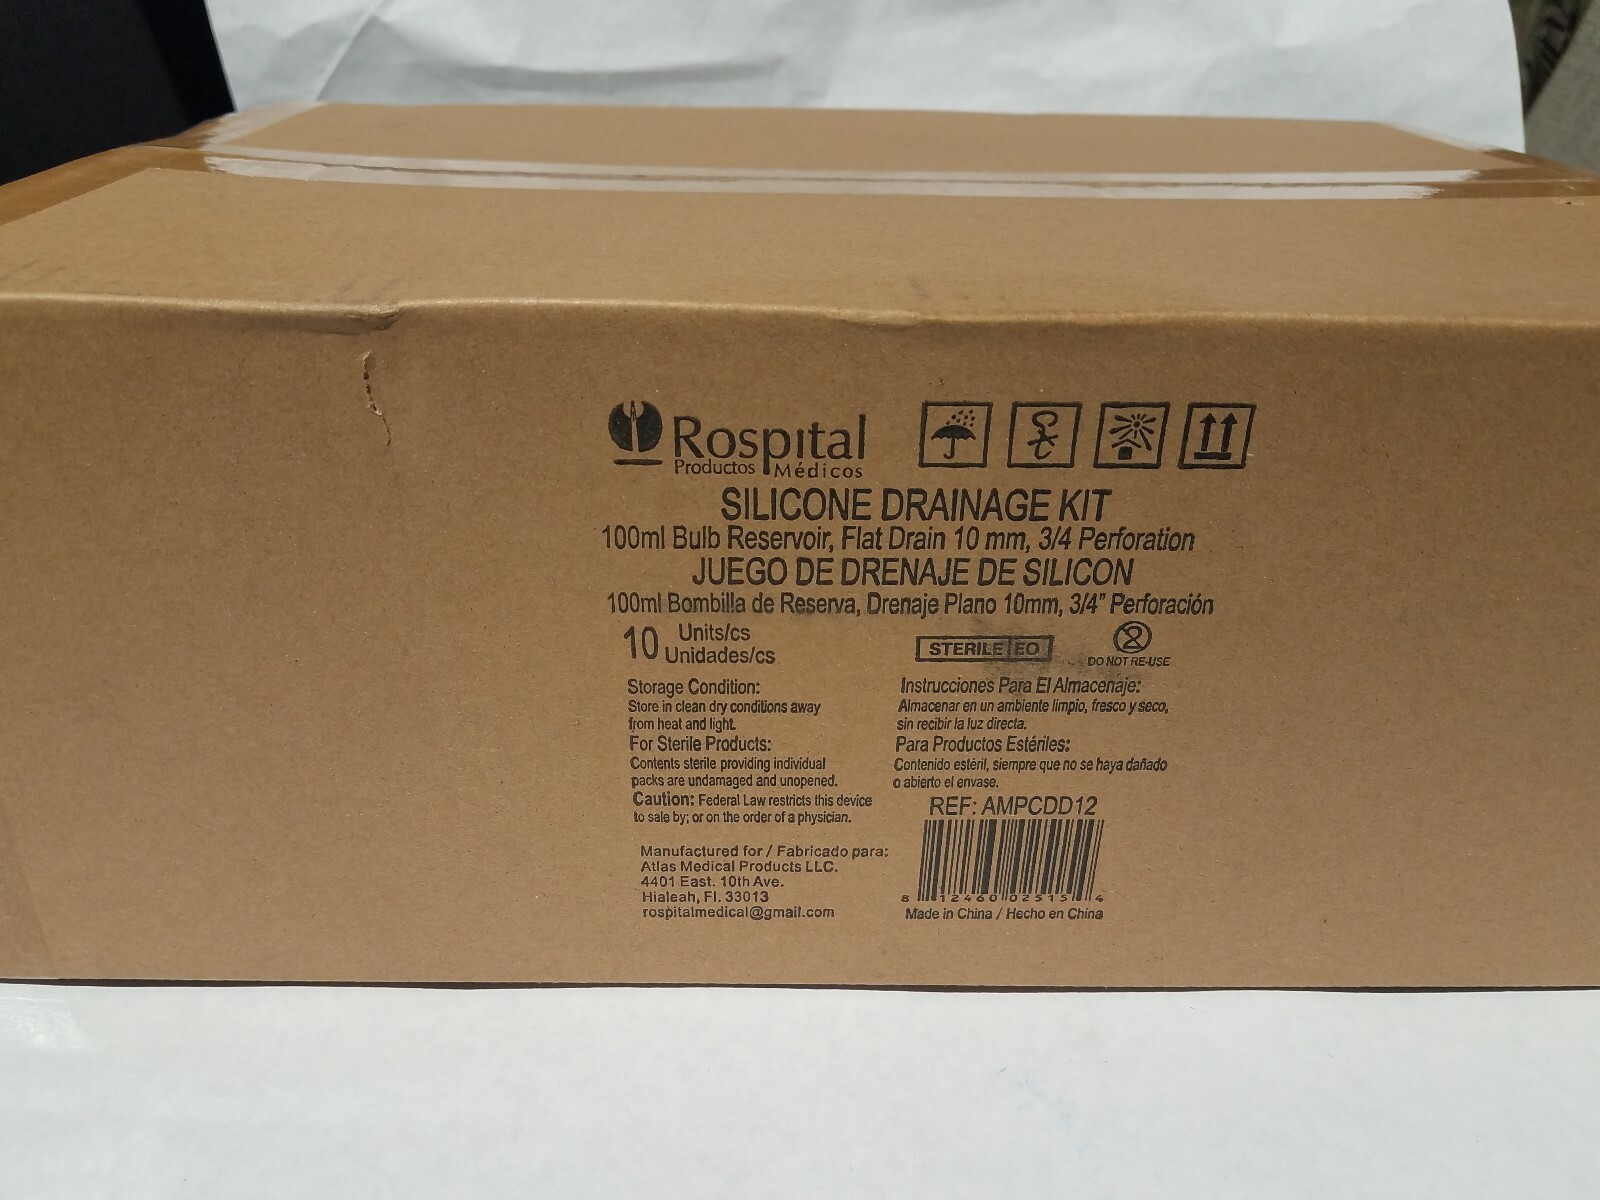 Rospital
Productos Médicos
SILICONE DRAINAGE KIT
100ml Bulb Reservoir, Flat Drain 10 mm, 3/4 Perforation
JUEGO DE DRENAJE DE SILICON
100ml Bombilla de Reserva, Drenaje Plano 10mm, 3/4" Perforación
10 Units/cs
Unidades/cs
STERILE EO
DO NOT RE-USE
Storage Condition:
Store in clean dry conditions away
from heat and light.
For Sterile Products:
Contents sterile providing individual
packs are undamaged and unopened.
Caution: Federal Law restricts this device
to sale by; or on the order of a physician.
Instrucciones Para El Almacenaje:
Almacenar en un ambiente limpio, fresco y seco,
sin recibir la luz directa.
Para Productos Estériles:
Contenido estéril, siempre que no se haya dañado
o abierto el envase.
REF: AMPCDD12
8 12460 02515 4
Made in China / Hecho en China
Manufactured for / Fabricado para:
Atlas Medical Products LLC.
4401 East. 10th Ave.
Hialeah, Fl. 33013
rospitalmedical@gmail.com